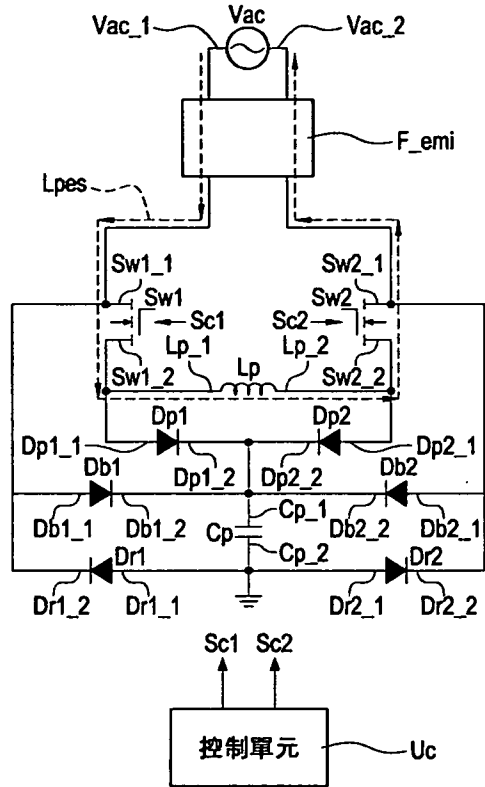 Vac
Vac_1 Vac_2
F_emi
Lpes
Sw1_1 Sw2_1
Sw1 Sw2
Sc1 Sc2
Sw1_2 Lp_1 Lp Lp_2 Sw2_2
Dp1 Dp2
Dp1_1 Dp1_2 Dp2_2 Dp2_1
Db1 Db2
Db1_1 Db1_2 Cp_1 Db2_2 Db2_1
Cp
Cp_2
Dr1 Dr2
Dr1_2 Dr1_1 Dr2_1 Dr2_2
Sc1 Sc2
控制單元
Uc